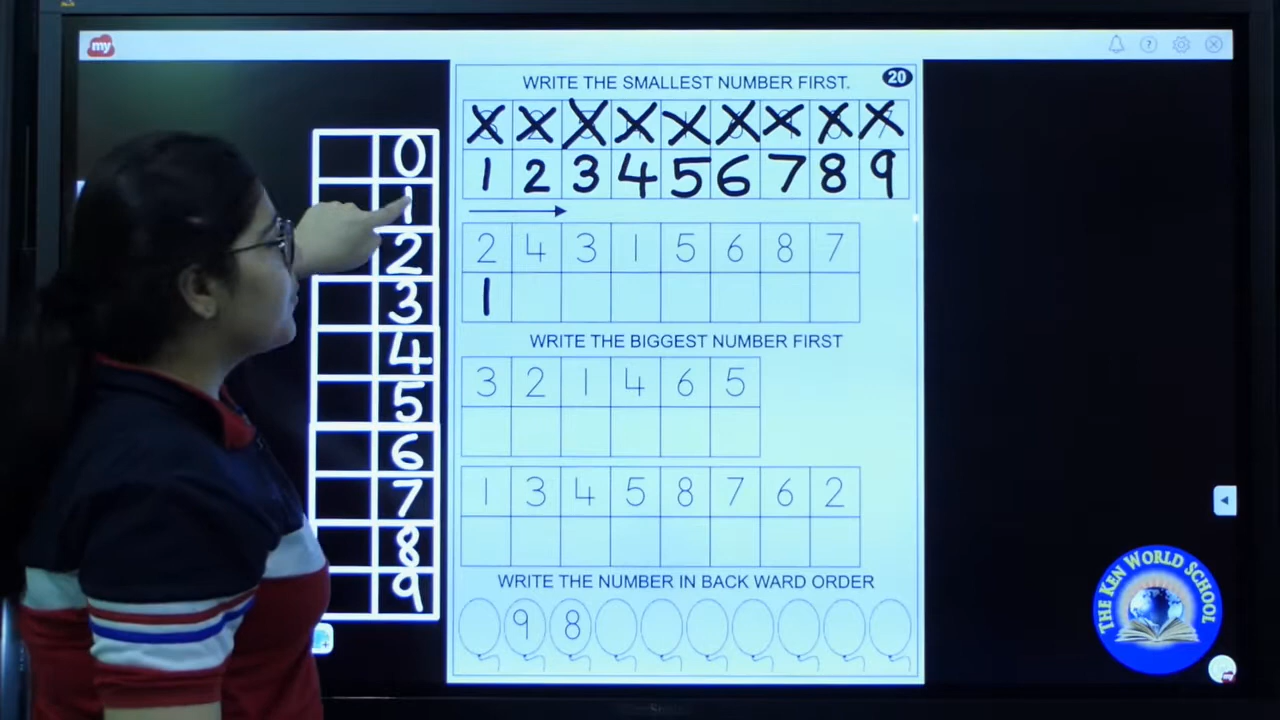 my
WRITE THE SMALLEST NUMBER FIRST.
20
1 2 3 4 5 6 7 8 9
2 4 3 1 5 6 8 7
1
WRITE THE BIGGEST NUMBER FIRST
3 2 1 4 6 5
1 3 4 5 8 7 6 2
WRITE THE NUMBER IN BACK WARD ORDER
9 8
0
1
2
3
4
5
6
7
8
9
THE KEN WORLD SCHOOL